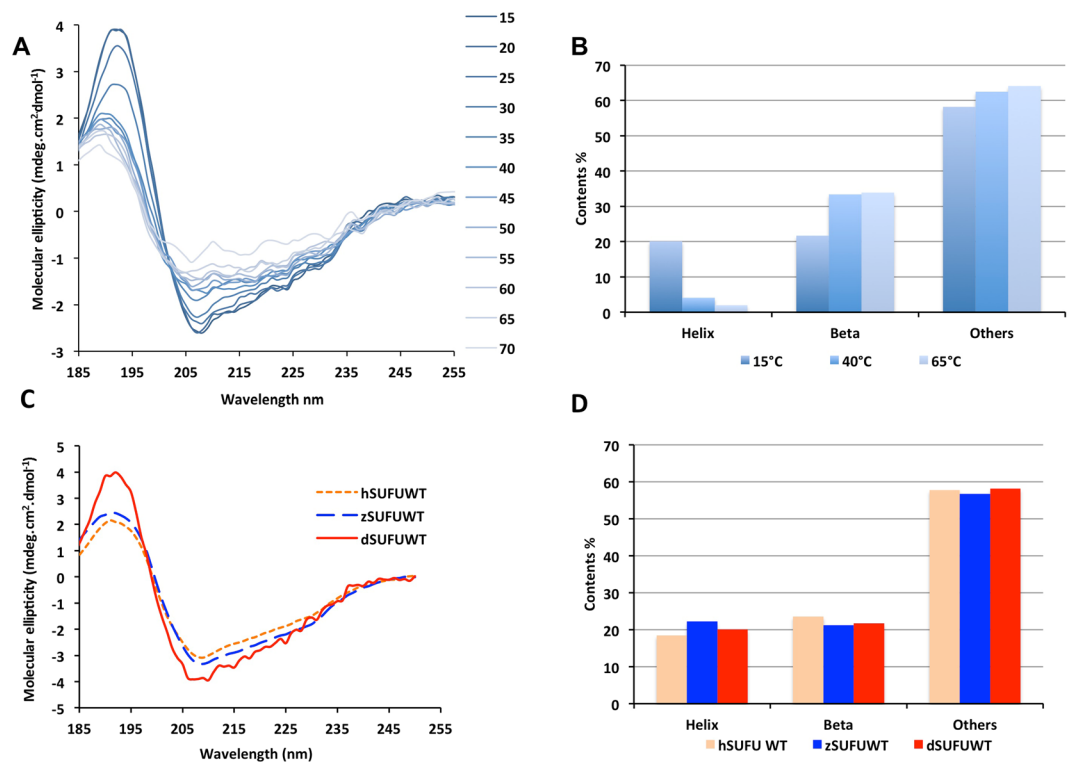 A
Molecular ellipticity (mdeg.cm²·dmol⁻¹)
4
3
2
1
0
-1
-2
-3
185 195 205 215 225 235 245 255
Wavelength nm
15
20
25
30
35
40
45
50
55
60
65
70
B
Contents %
70
60
50
40
30
20
10
0
Helix Beta Others
15°C 40°C 65°C
C
Molecular ellipticity (mdeg.cm².dmol⁻¹)
5
4
3
2
1
0
-1
-2
-3
-4
-5
185 195 205 215 225 235 245 255
Wavelength (nm)
hSUFUWT
zSUFUWT
dSUFUWT
D
Contents %
70
60
50
40
30
20
10
0
Helix Beta Others
hSUFU WT zSUFUWT dSUFUWT